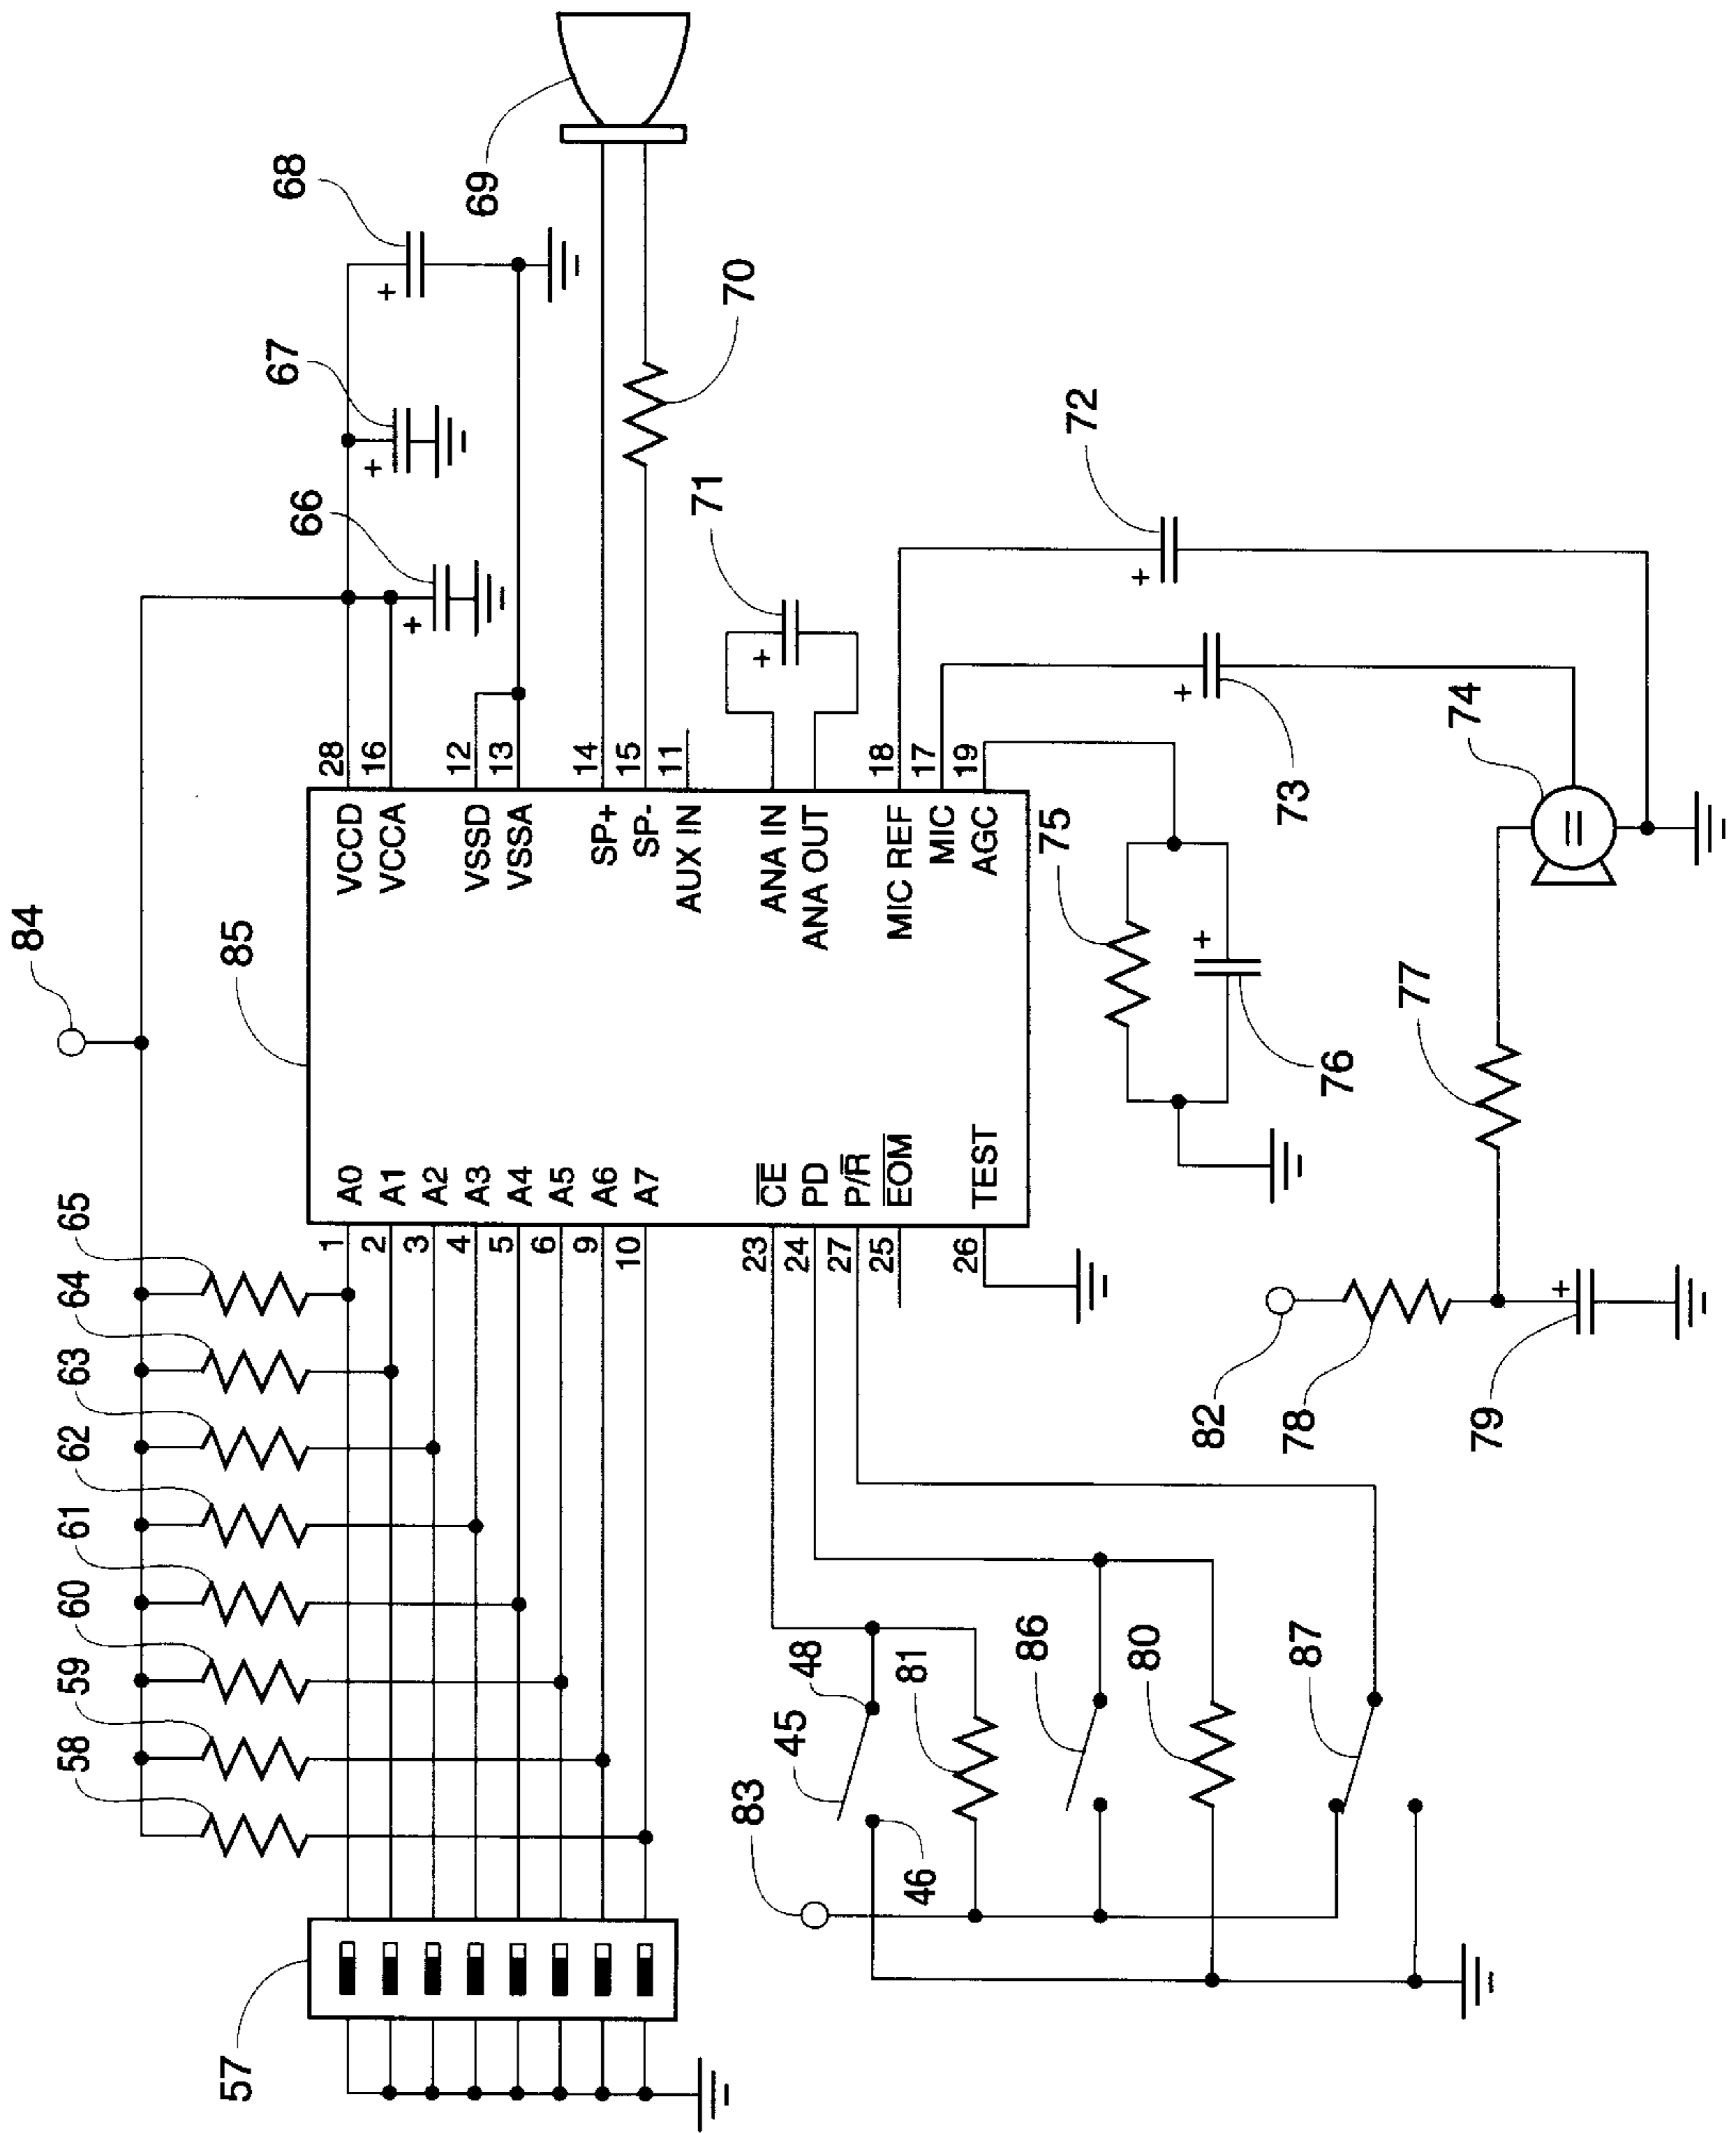 84
85
57
58
59
60
61
62
63
64
65
66
67
68
69
70
71
72
73
74
75
76
77
78
79
82
83
45
48
46
81
86
80
87
1 A0
2 A1
3 A2
4 A3
5 A4
6 A5
9 A6
10 A7
23 C̅E̅
24 PD
27 P/R̅
25 E̅O̅M̅
26 TEST
VCCD 28
VCCA 16
VSSD 12
VSSA 13
SP+ 14
SP- 15
AUX IN 11
ANA IN
ANA OUT
MIC REF 18
MIC 17
AGC 19
+
+
+
+
+
+
+
+